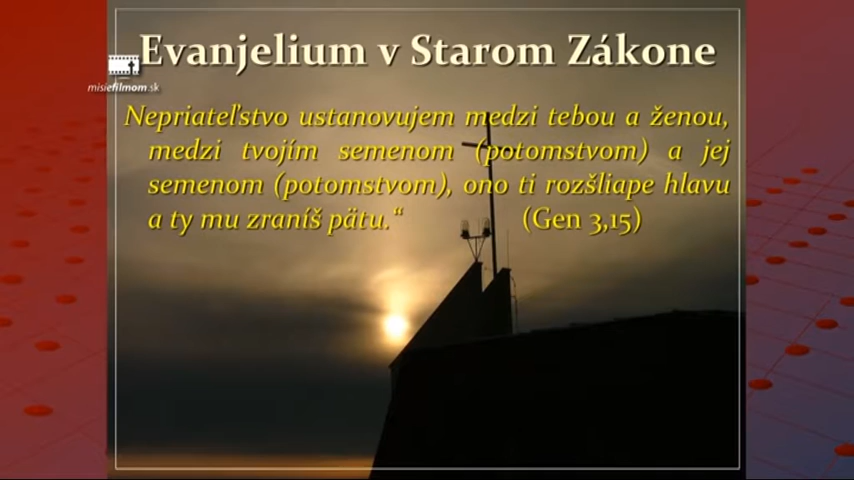 Evanjelium v Starom Zákone
misiefilmom.sk
Nepriateľstvo ustanovujem medzi tebou a ženou,
medzi tvojím semenom (potomstvom) a jej
semenom (potomstvom), ono ti rozšliape hlavu
a ty mu zraníš pätu.“ (Gen 3,15)